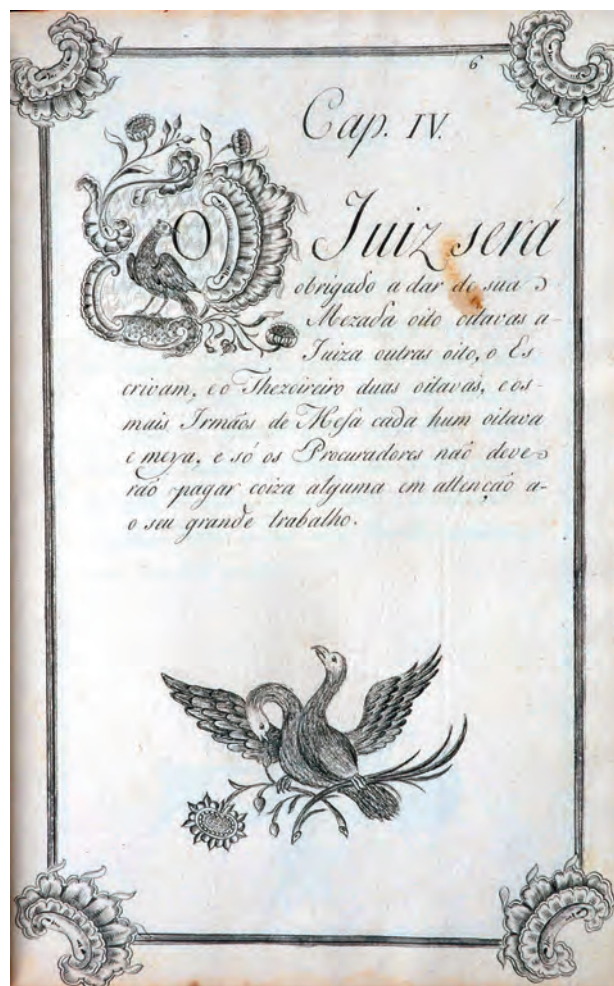 6
Cap. IV.
O Juiz será
obrigado a dar de sua
Mezada oito oitavas a
Juiza outras oito, o Es
crivam, e o Thezoireiro duas oitavas, e os
mais Irmãos de Mesa cada hum oitava
e meya, e só os Procuradores não deve-
rão pagar coiza alguma em attenção a-
o seu grande trabalho.